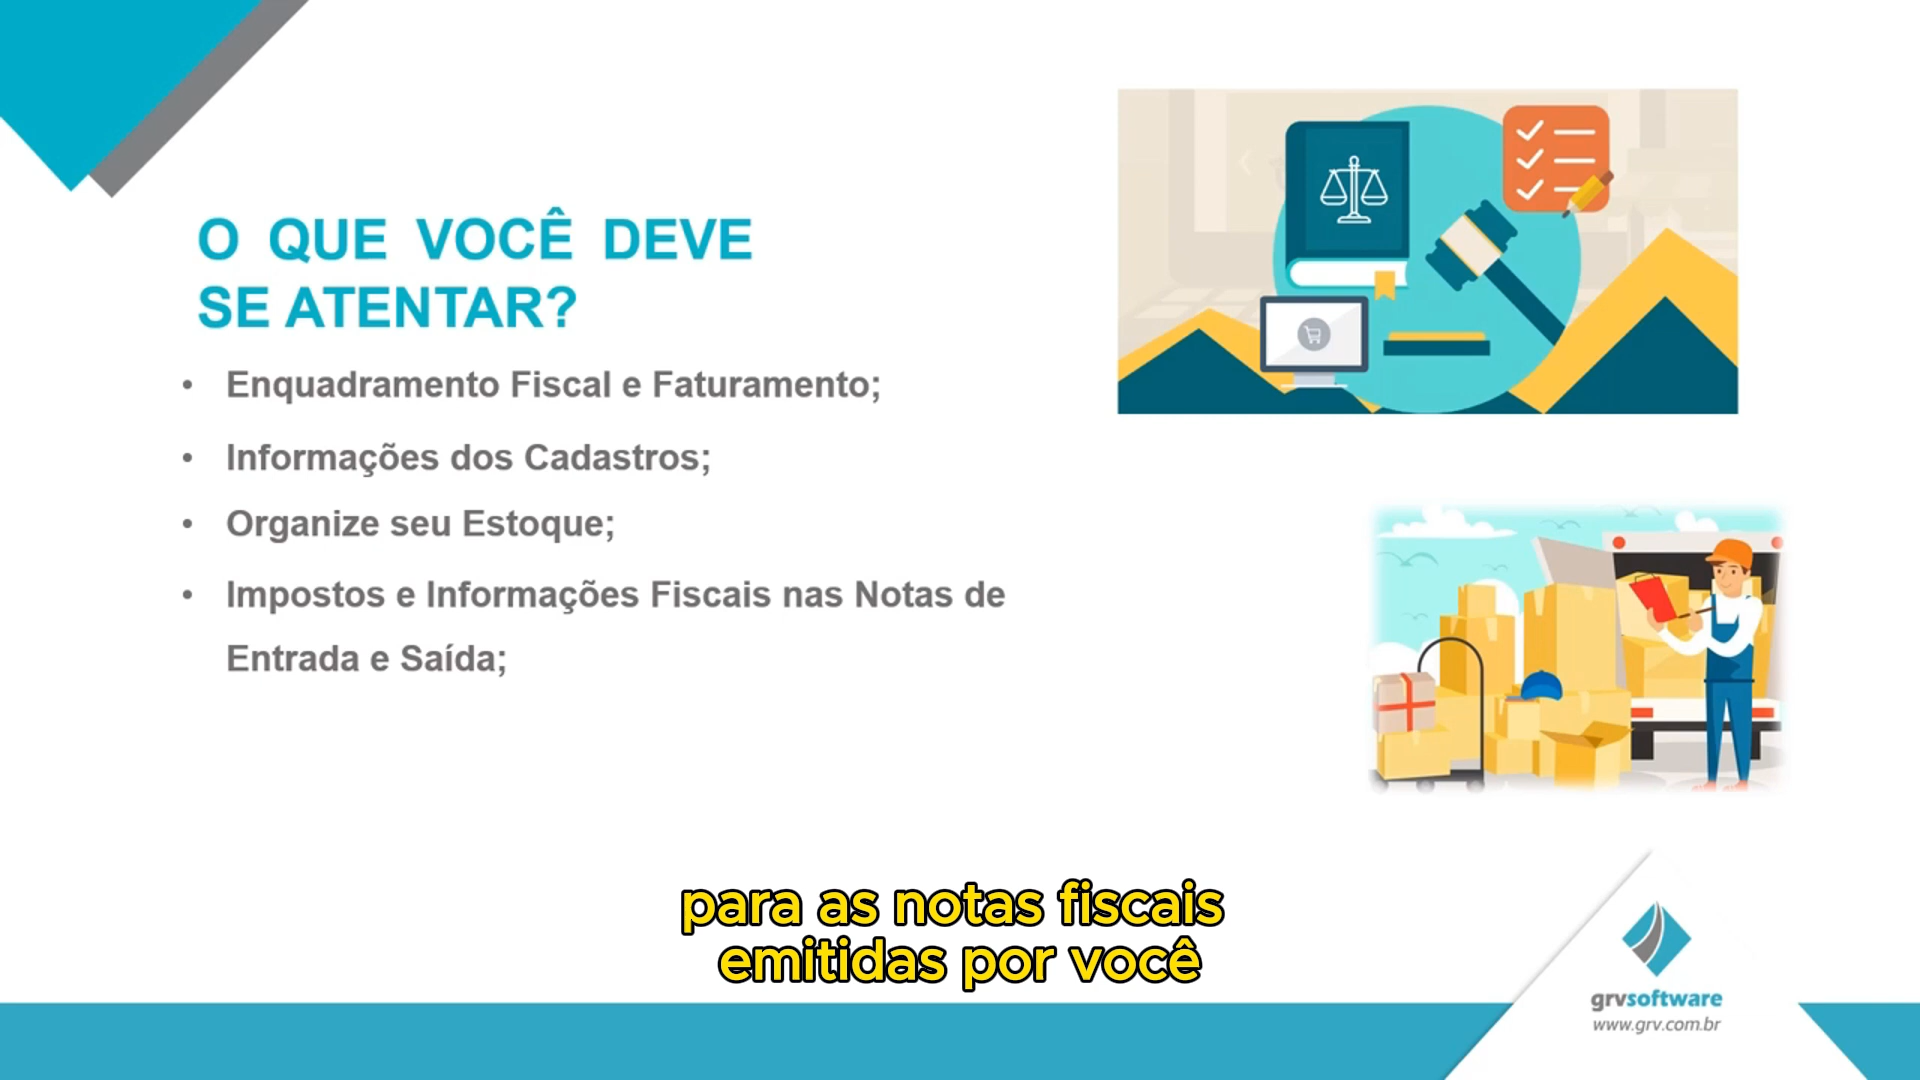 O QUE VOCÊ DEVE
SE ATENTAR?
• Enquadramento Fiscal e Faturamento;
• Informações dos Cadastros;
• Organize seu Estoque;
• Impostos e Informações Fiscais nas Notas de
Entrada e Saída;
para as notas fiscais
emitidas por você
grvsoftware
www.grv.com.br